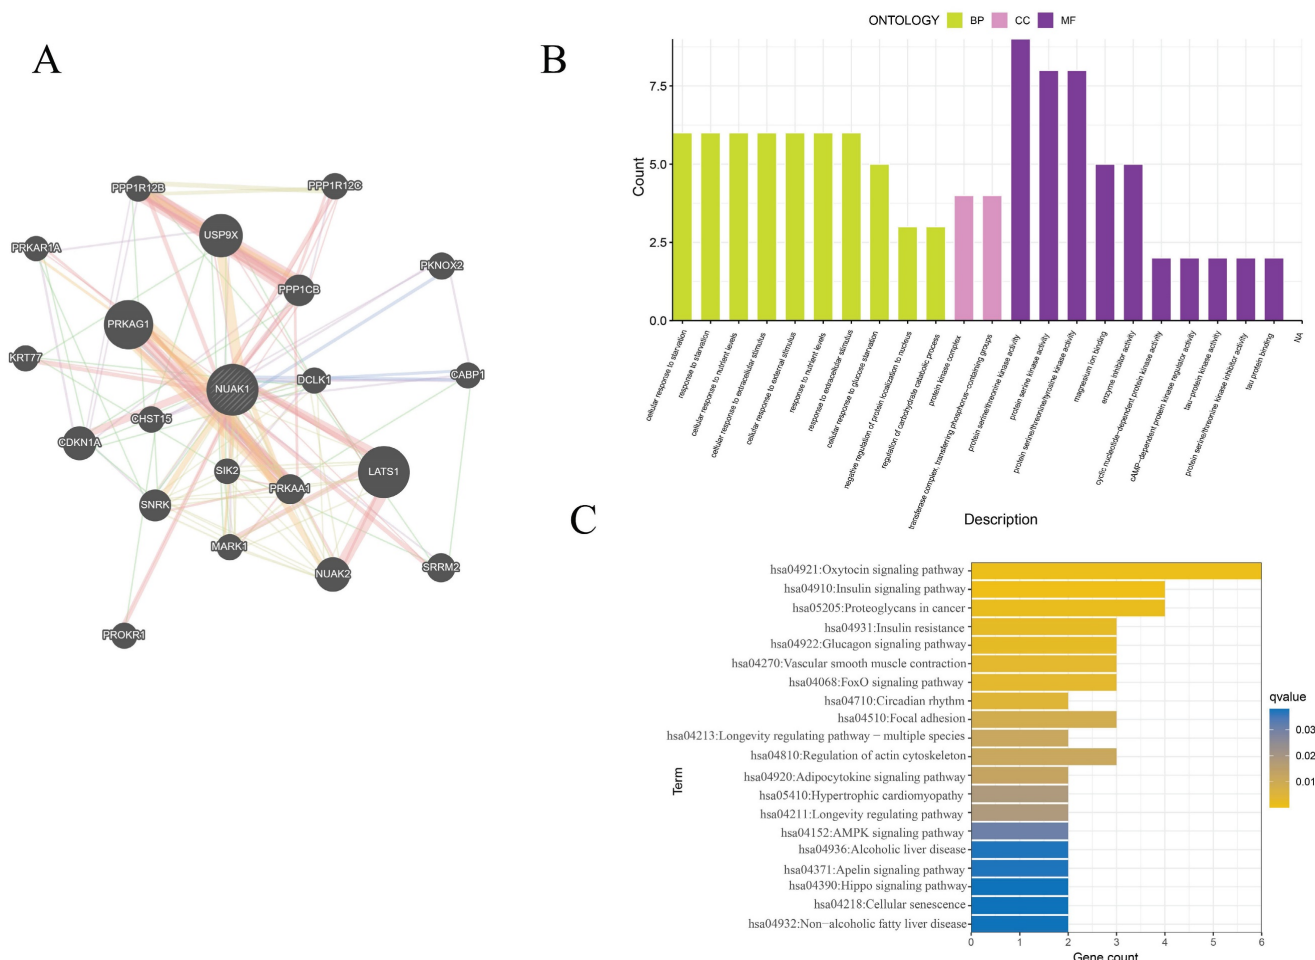 A
PPP1R12B
PPP1R12C
USP9X
PRKAR1A
PKNOX2
PPP1CB
PRKAG1
KRT77
NUAK1
DCLK1
CABP1
CHST15
CDKN1A
SIK2
LATS1
PRKAA1
SNRK
MARK1
NUAK2
SRRM2
PROKR1
B
ONTOLOGY BP CC MF
Count
7.5
5.0
2.5
0.0
cellular response to starvation
response to starvation
cellular response to nutrient levels
cellular response to extracellular stimulus
cellular response to external stimulus
response to nutrient levels
response to extracellular stimulus
cellular response to glucose starvation
negative regulation of protein localization to nucleus
regulation of carbohydrate catabolic process
protein kinase complex
transferase complex, transferring phosphorus-containing groups
protein serine/threonine kinase activity
protein serine kinase activity
protein serine/threonine/tyrosine kinase activity
magnesium ion binding
enzyme inhibitor activity
cyclic nucleotide-dependent protein kinase activity
cAMP-dependent protein kinase regulator activity
tau-protein kinase activity
protein serine/threonine kinase inhibitor activity
tau protein binding
NA
Description
C
Term
hsa04921:Oxytocin signaling pathway
hsa04910:Insulin signaling pathway
hsa05205:Proteoglycans in cancer
hsa04931:Insulin resistance
hsa04922:Glucagon signaling pathway
hsa04270:Vascular smooth muscle contraction
hsa04068:FoxO signaling pathway
hsa04710:Circadian rhythm
hsa04510:Focal adhesion
hsa04213:Longevity regulating pathway − multiple species
hsa04810:Regulation of actin cytoskeleton
hsa04920:Adipocytokine signaling pathway
hsa05410:Hypertrophic cardiomyopathy
hsa04211:Longevity regulating pathway
hsa04152:AMPK signaling pathway
hsa04936:Alcoholic liver disease
hsa04371:Apelin signaling pathway
hsa04390:Hippo signaling pathway
hsa04218:Cellular senescence
hsa04932:Non−alcoholic fatty liver disease
0 1 2 3 4 5 6
Gene count
qvalue
0.03
0.02
0.01